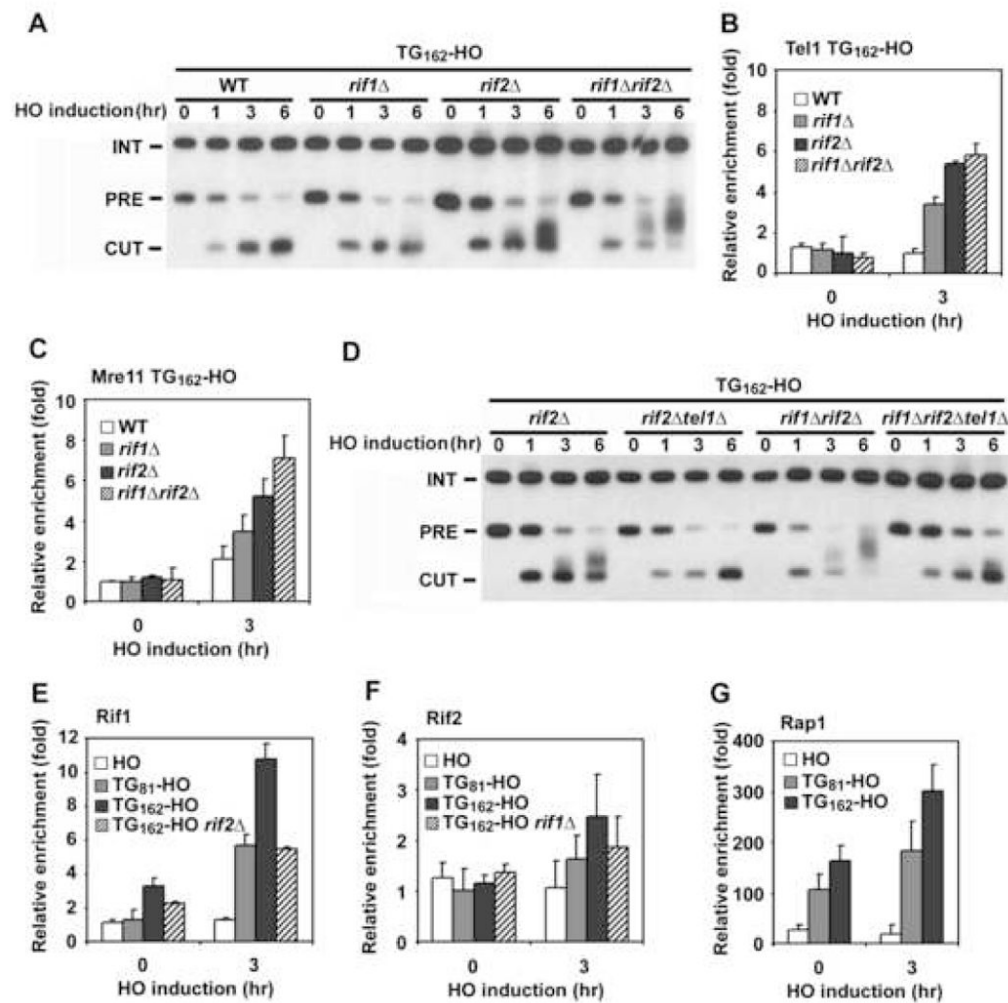 A
TG162-HO
WT rif1Δ rif2Δ rif1Δrif2Δ
HO induction(hr) 0 1 3 6 0 1 3 6 0 1 3 6 0 1 3 6
INT
PRE
CUT
B
Tel1 TG162-HO
Relative enrichment (fold)
10
8
6
4
2
0
WT
rif1Δ
rif2Δ
rif1Δrif2Δ
0 3
HO induction (hr)
C
Mre11 TG162-HO
Relative enrichment (fold)
10
8
6
4
2
0
WT
rif1Δ
rif2Δ
rif1Δrif2Δ
0 3
HO induction (hr)
D
TG162-HO
rif2Δ rif2Δtel1Δ rif1Δrif2Δ rif1Δrif2Δtel1Δ
HO induction(hr) 0 1 3 6 0 1 3 6 0 1 3 6 0 1 3 6
INT
PRE
CUT
E
Rif1
Relative enrichment (fold)
12
10
8
6
4
2
0
HO
TG81-HO
TG162-HO
TG162-HO rif2Δ
0 3
HO induction (hr)
F
Rif2
Relative enrichment (fold)
4
3
2
1
0
HO
TG81-HO
TG162-HO
TG162-HO rif1Δ
0 3
HO induction (hr)
G
Rap1
Relative enrichment (fold)
400
300
200
100
0
HO
TG81-HO
TG162-HO
0 3
HO induction (hr)